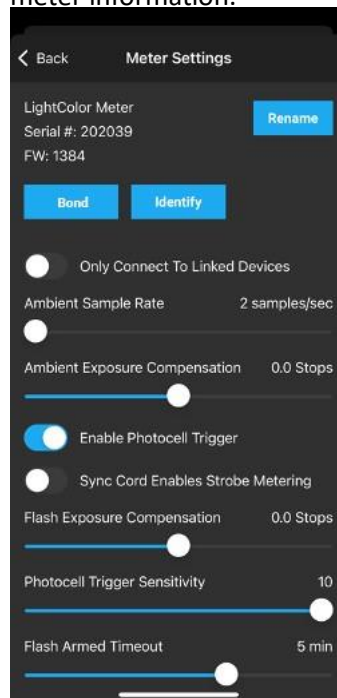 meter information.
Back Meter Settings
LightColor Meter
Serial #: 202039
Rename
FW: 1384
Bond Identify
Only Connect To Linked Devices
Ambient Sample Rate 2 samples/sec
Ambient Exposure Compensation 0.0 Stops
Enable Photocell Trigger
Sync Cord Enables Strobe Metering
Flash Exposure Compensation 0.0 Stops
Photocell Trigger Sensitivity 10
Flash Armed Timeout 5 min